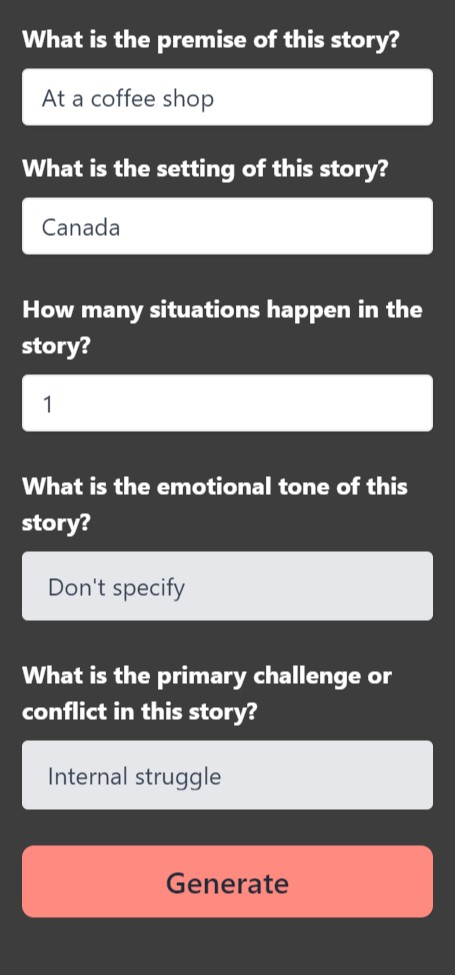 What is the premise of this story?
At a coffee shop
What is the setting of this story?
Canada
How many situations happen in the
story?
1
What is the emotional tone of this
story?
Don't specify
What is the primary challenge or
conflict in this story?
Internal struggle
Generate